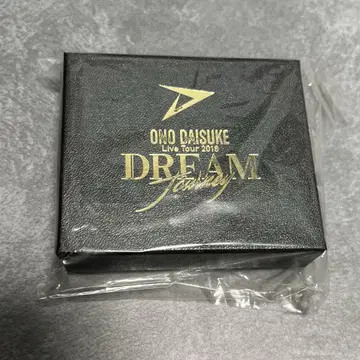 ONO DAISUKE
Live Tour 2018
DREAM
Journey